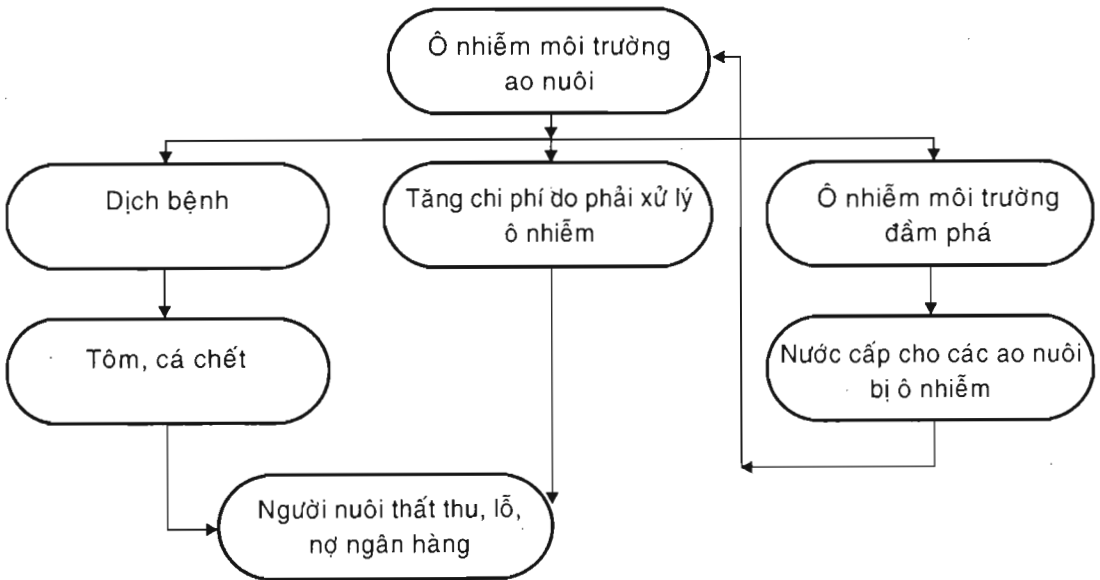 Ô nhiễm môi trường
ao nuôi
Dịch bệnh
Tăng chi phí do phải xử lý
ô nhiễm
Ô nhiễm môi trường
đầm phá
Tôm, cá chết
Nước cấp cho các ao nuôi
bị ô nhiễm
Người nuôi thất thu, lỗ,
nợ ngân hàng